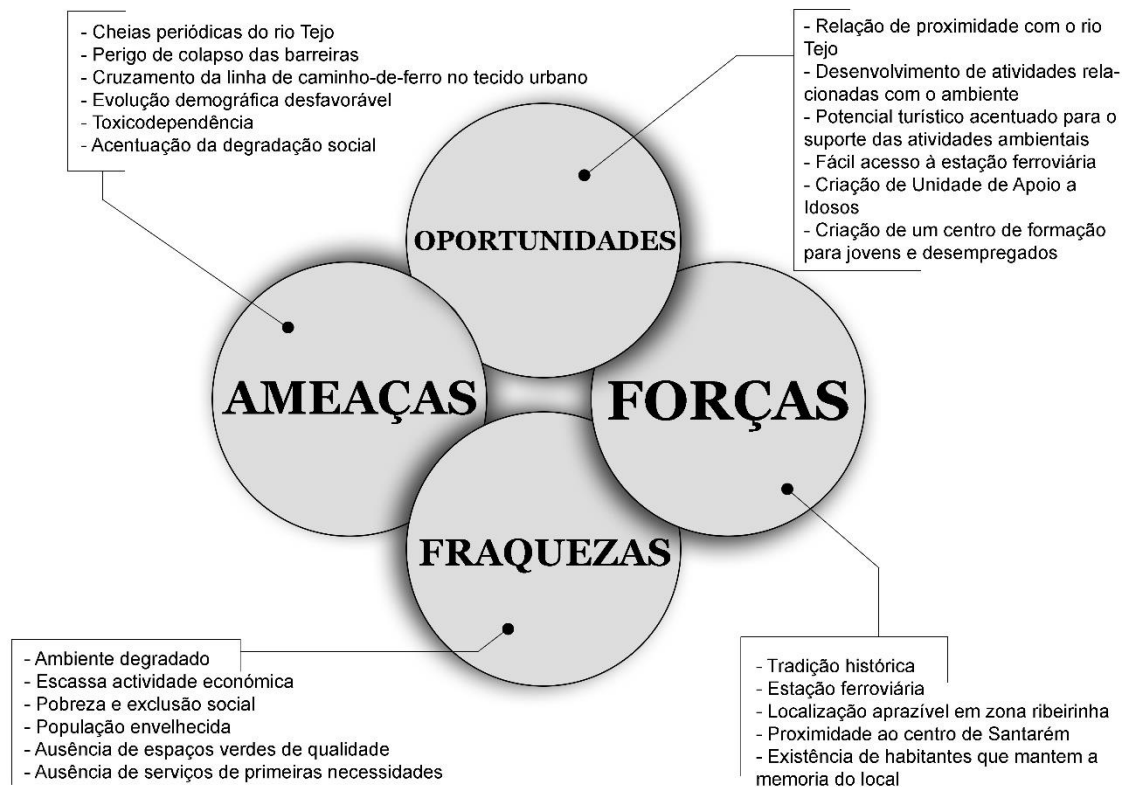 - Cheias periódicas do rio Tejo
- Perigo de colapso das barreiras
- Cruzamento da linha de caminho-de-ferro no tecido urbano
- Evolução demográfica desfavorável
- Toxicodependência
- Acentuação da degradação social
- Relação de proximidade com o rio
Tejo
- Desenvolvimento de atividades rela-
cionadas com o ambiente
- Potencial turístico acentuado para o
suporte das atividades ambientais
- Fácil acesso à estação ferroviária
- Criação de Unidade de Apoio a
Idosos
- Criação de um centro de formação
para jovens e desempregados
OPORTUNIDADES
AMEAÇAS
FORÇAS
FRAQUEZAS
- Ambiente degradado
- Escassa actividade económica
- Pobreza e exclusão social
- População envelhecida
- Ausência de espaços verdes de qualidade
- Ausência de serviços de primeiras necessidades
- Tradição histórica
- Estação ferroviária
- Localização aprazível em zona ribeirinha
- Proximidade ao centro de Santarém
- Existência de habitantes que mantem a
memoria do local